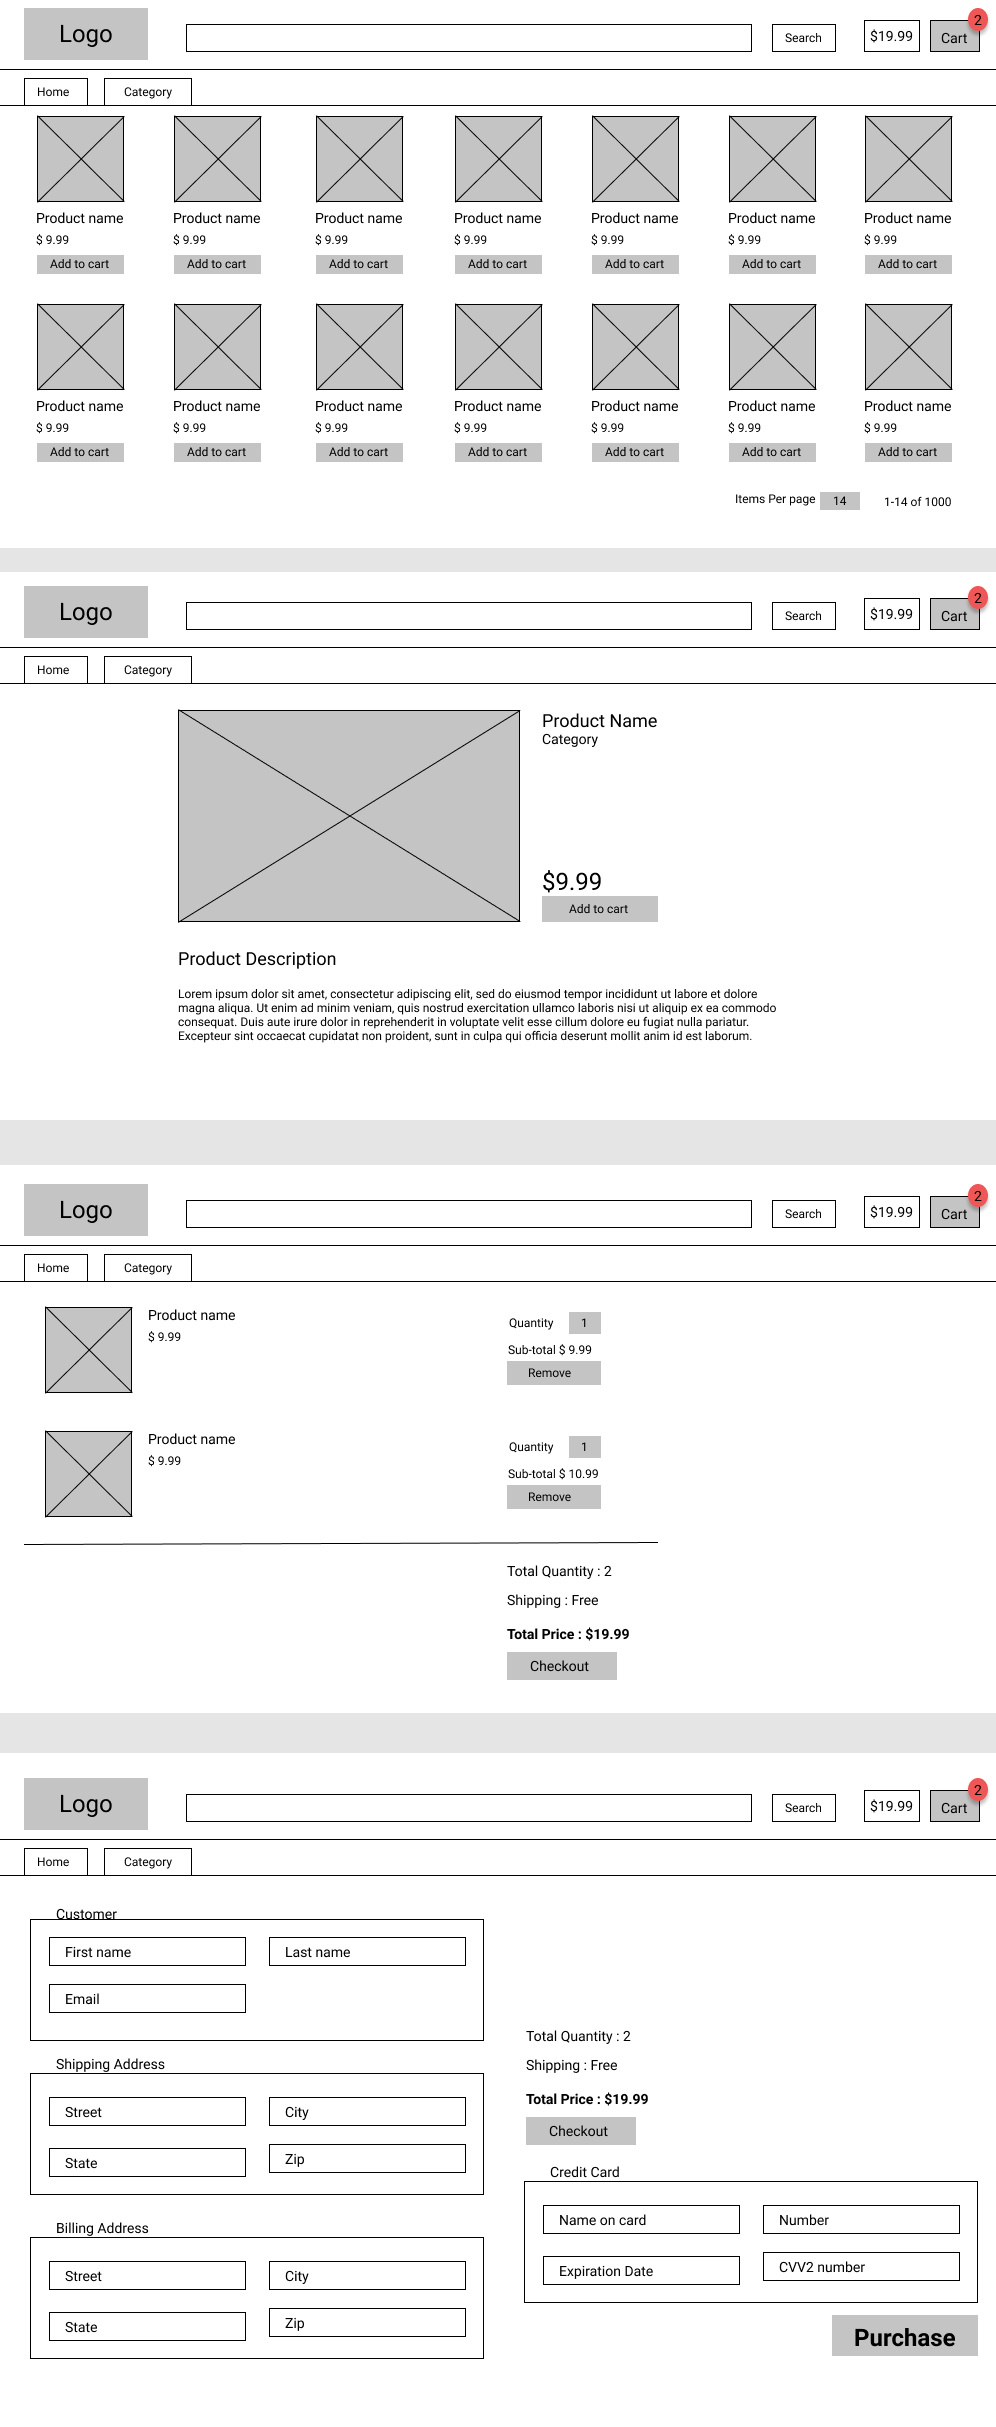 Logo
Search
$19.99
Cart
2
Home
Category
Product name Product name Product name Product name Product name Product name Product name
$ 9.99 $ 9.99 $ 9.99 $ 9.99 $ 9.99 $ 9.99 $ 9.99
Add to cart Add to cart Add to cart Add to cart Add to cart Add to cart Add to cart
Product name Product name Product name Product name Product name Product name Product name
$ 9.99 $ 9.99 $ 9.99 $ 9.99 $ 9.99 $ 9.99 $ 9.99
Add to cart Add to cart Add to cart Add to cart Add to cart Add to cart Add to cart
Items Per page 14 1-14 of 1000
Logo
Search
$19.99
Cart
2
Home
Category
Product Name
Category
$9.99
Add to cart
Product Description
Lorem ipsum dolor sit amet, consectetur adipiscing elit, sed do eiusmod tempor incididunt ut labore et dolore
magna aliqua. Ut enim ad minim veniam, quis nostrud exercitation ullamco laboris nisi ut aliquip ex ea commodo
consequat. Duis aute irure dolor in reprehenderit in voluptate velit esse cillum dolore eu fugiat nulla pariatur.
Excepteur sint occaecat cupidatat non proident, sunt in culpa qui officia deserunt mollit anim id est laborum.
Logo
Search
$19.99
Cart
2
Home
Category
Product name
$ 9.99
Quantity 1
Sub-total $ 9.99
Remove
Product name
$ 9.99
Quantity 1
Sub-total $ 10.99
Remove
Total Quantity : 2
Shipping : Free
Total Price : $19.99
Checkout
Logo
Search
$19.99
Cart
2
Home
Category
Customer
First name
Last name
Email
Shipping Address
Street
City
State
Zip
Billing Address
Street
City
State
Zip
Total Quantity : 2
Shipping : Free
Total Price : $19.99
Checkout
Credit Card
Name on card
Number
Expiration Date
CVV2 number
Purchase